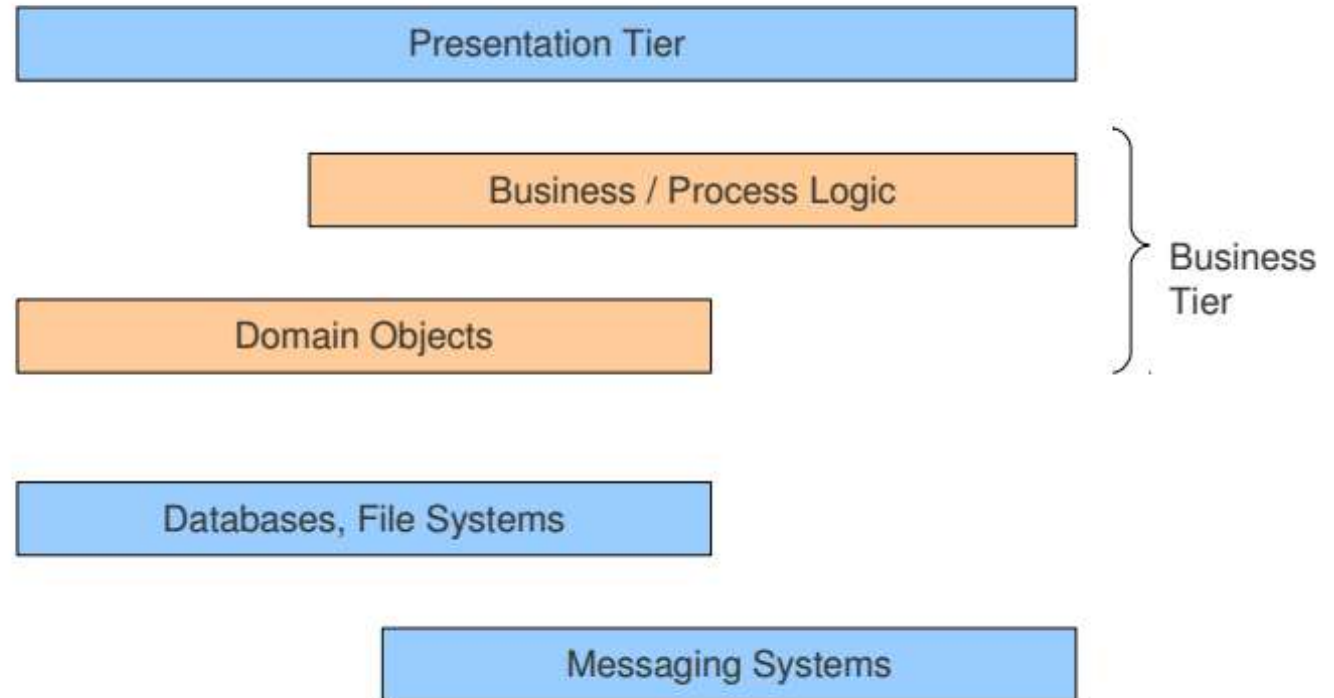 Presentation Tier
Business / Process Logic
Business
Tier
Domain Objects
Databases, File Systems
Messaging Systems